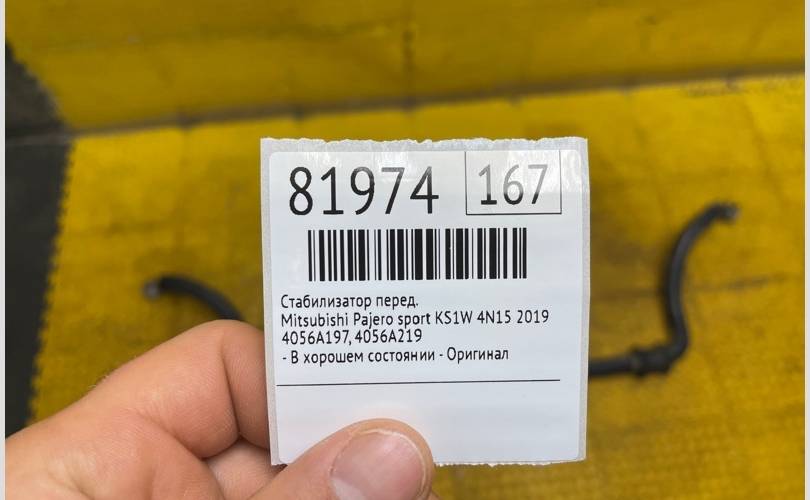 81974 167
Стабилизатор перед.
Mitsubishi Pajero sport KS1W 4N15 2019
4056A197, 4056A219
- В хорошем состоянии - Оригинал